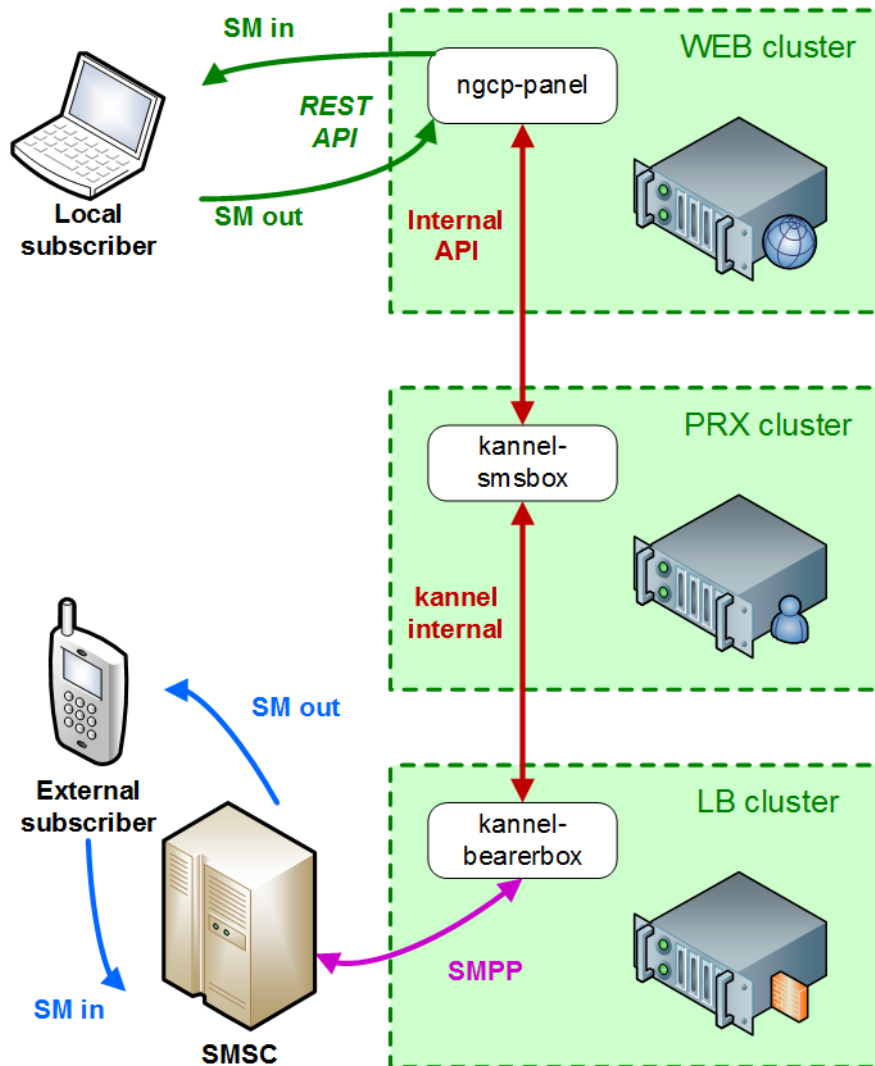 SM in
WEB cluster
ngcp-panel
REST
API
Local
subscriber
SM out
Internal
API
PRX cluster
kannel-
smsbox
kannel
internal
SM out
External
subscriber
LB cluster
kannel-
bearerbox
SMPP
SM in
SMSC